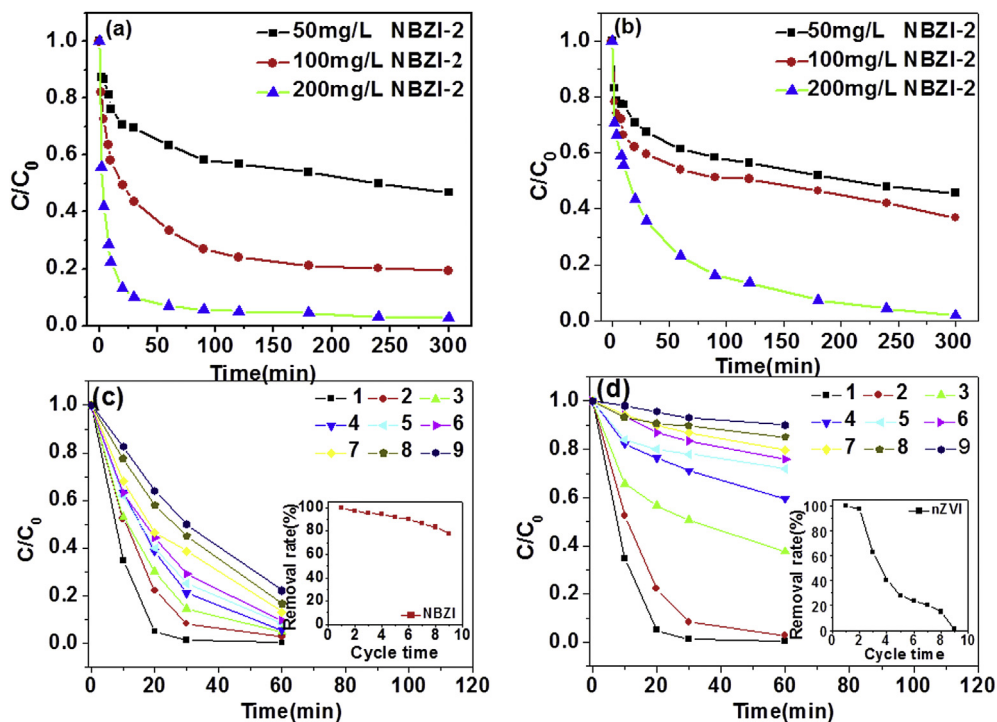 (a)
50mg/L NBZI-2
100mg/L NBZI-2
200mg/L NBZI-2
1.0
0.8
0.6
0.4
0.2
0.0
C/C0
0 50 100 150 200 250 300
Time(min)
(b)
50mg/L NBZI-2
100mg/L NBZI-2
200mg/L NBZI-2
1.0
0.8
0.6
0.4
0.2
0.0
C/C0
0 50 100 150 200 250 300
Time(min)
(c)
1 2 3
4 5 6
7 8 9
1.0
0.8
0.6
0.4
0.2
0.0
C/C0
0 20 40 60 80 100 120
Time(min)
Removal rate(%)
100
80
60
40
20
0
NBZI
0 2 4 6 8 10
Cycle time
(d)
1 2 3
4 5 6
7 8 9
1.0
0.8
0.6
0.4
0.2
0.0
C/C0
0 20 40 60 80 100 120
Time(min)
Removal rate(%)
100
80
60
40
20
0
nZVI
0 2 4 6 8 10
Cycle time